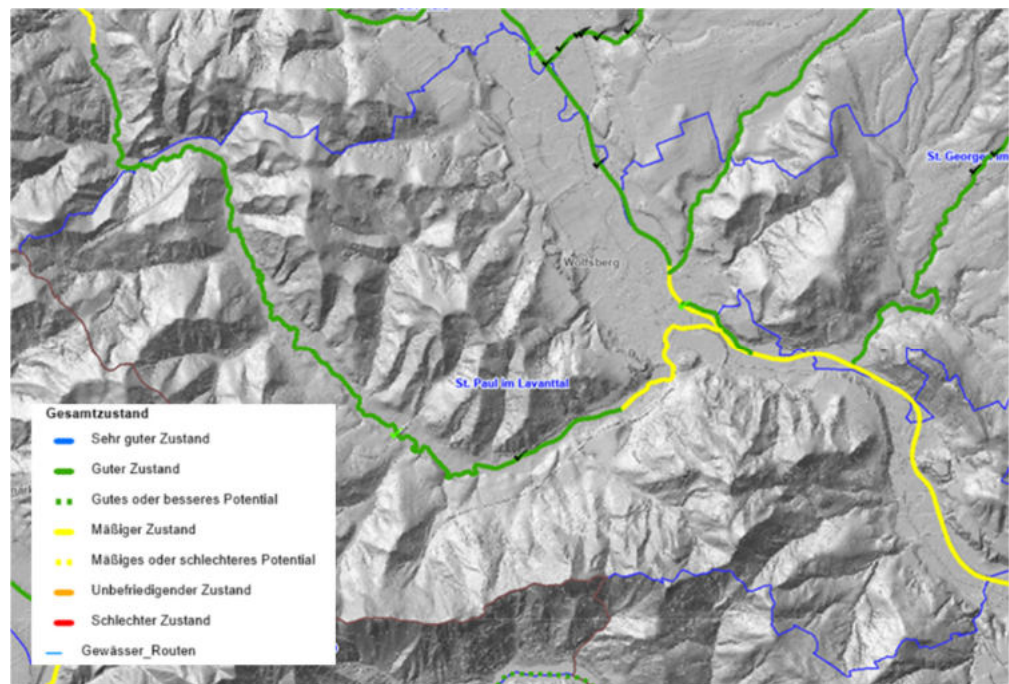 St. George
im
Wolfsberg
St. Paul im Lavanttal
Gesamtzustand
Sehr guter Zustand
Guter Zustand
Gutes oder besseres Potential
Mäßiger Zustand
Mäßiges oder schlechteres Potential
Unbefriedigender Zustand
Schlechter Zustand
Gewässer_Routen